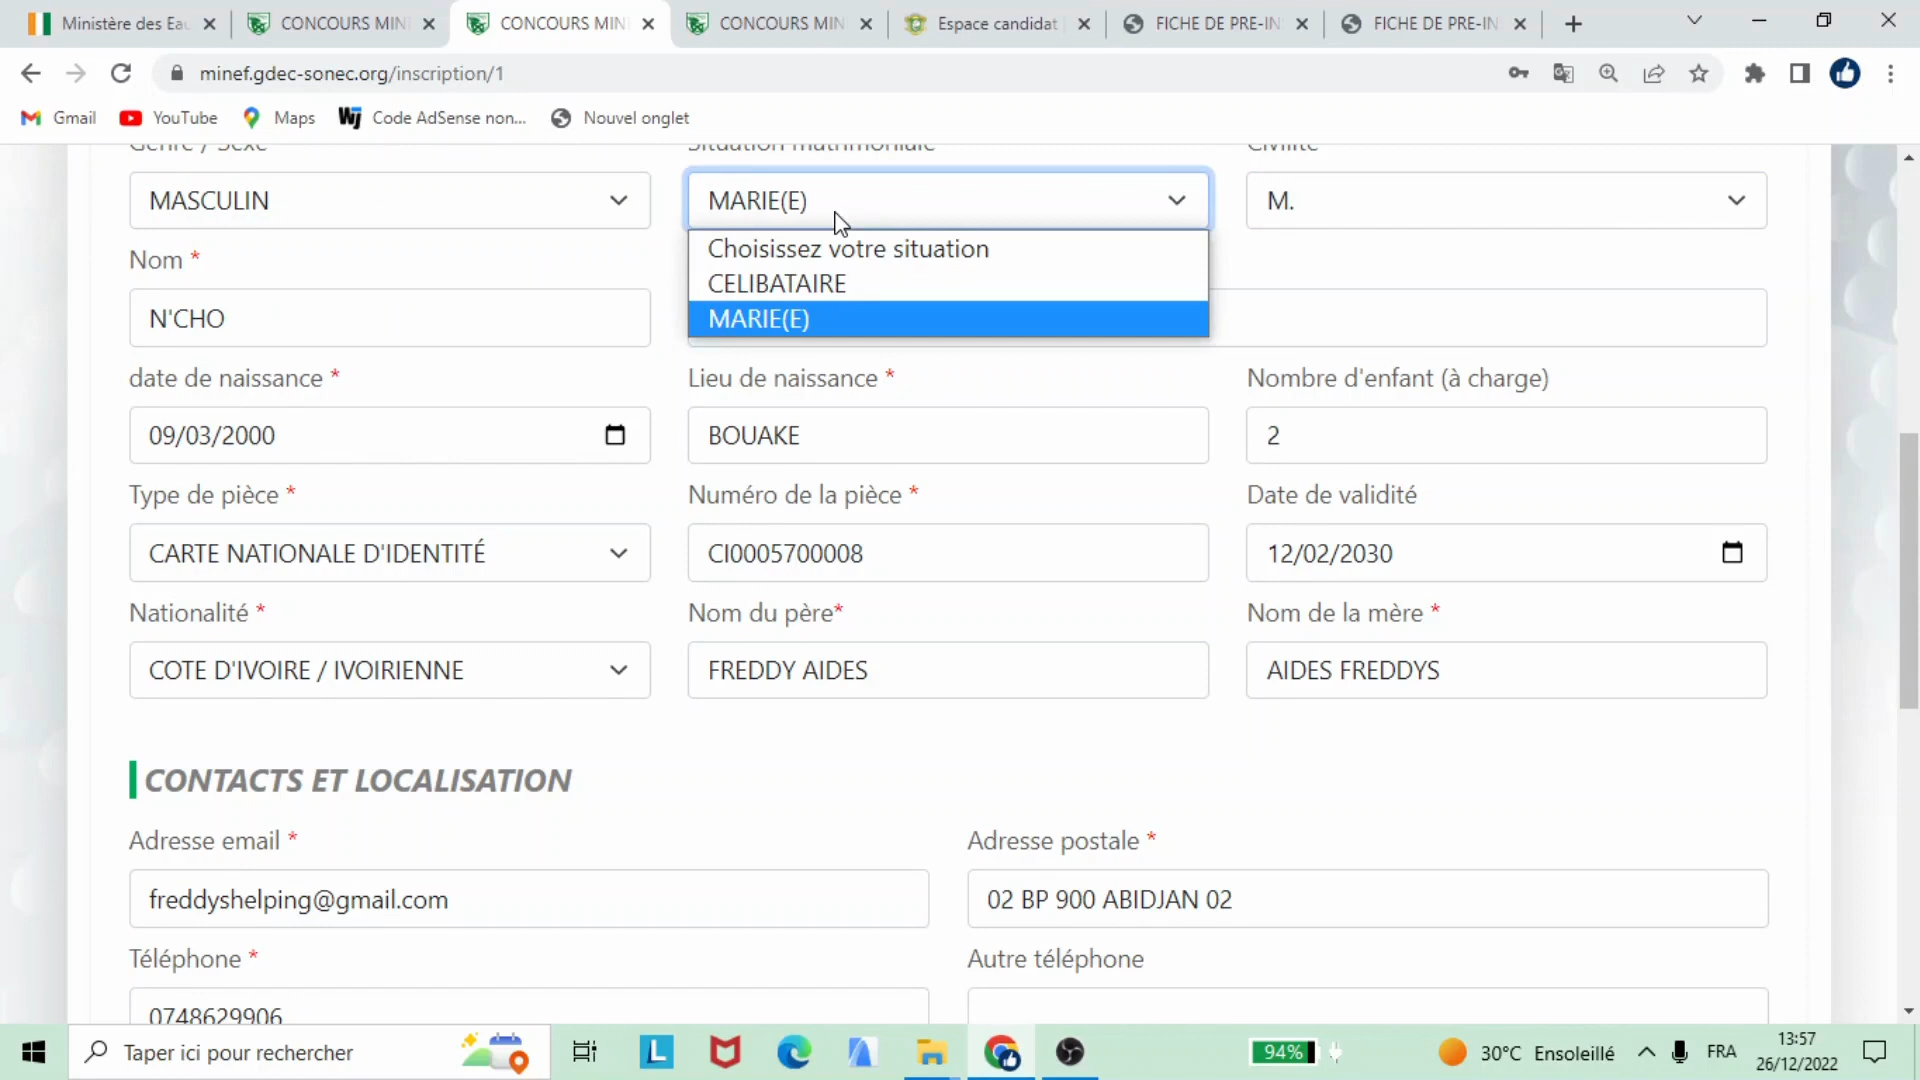 Ministère des Eau
CONCOURS MIN
CONCOURS MIN
CONCOURS MIN
Espace candidat
FICHE DE PRE-IN
FICHE DE PRE-IN
minef.gdec-sonec.org/inscription/1
Gmail
YouTube
Maps
Code AdSense non...
Nouvel onglet
Genre / Sexe
Situation matrimoniale
Civilité
MASCULIN
MARIE(E)
M.
Choisissez votre situation
CELIBATAIRE
MARIE(E)
Nom *
N'CHO
date de naissance *
Lieu de naissance *
Nombre d'enfant (à charge)
09/03/2000
BOUAKE
2
Type de pièce *
Numéro de la pièce *
Date de validité
CARTE NATIONALE D'IDENTITÉ
CI0005700008
12/02/2030
Nationalité *
Nom du père*
Nom de la mère *
COTE D'IVOIRE / IVOIRIENNE
FREDDY AIDES
AIDES FREDDYS
CONTACTS ET LOCALISATION
Adresse email *
Adresse postale *
freddyshelping@gmail.com
02 BP 900 ABIDJAN 02
Téléphone *
Autre téléphone
0748629906
Taper ici pour rechercher
94%
30°C Ensoleillé
FRA
13:57
26/12/2022